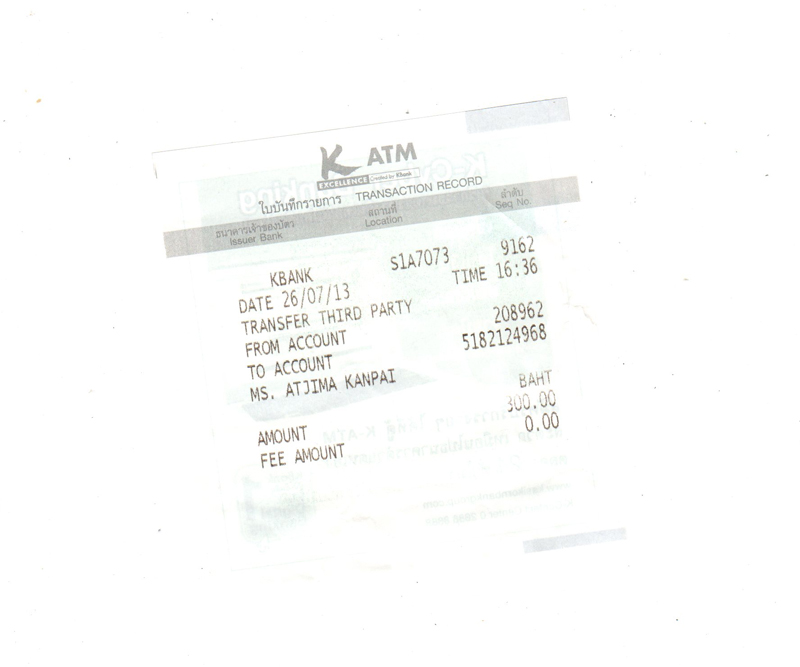 K ATM
EXCELLENCE Created by KBank
ใบบันทึกรายการ TRANSACTION RECORD
ธนาคารเจ้าของบัตร สถานที่ ลำดับ
Issuer Bank Location Seq No.
KBANK S1A7073 9162
DATE 26/07/13 TIME 16:36
TRANSFER THIRD PARTY
FROM ACCOUNT 208962
TO ACCOUNT 5182124968
MS. ATJIMA KANPAI
BAHT
AMOUNT 300.00
FEE AMOUNT 0.00